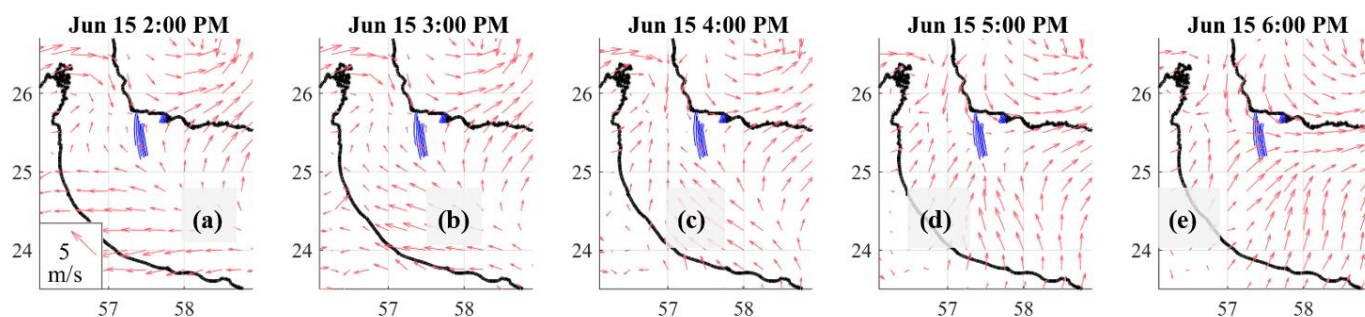 Jun 15 2:00 PM Jun 15 3:00 PM Jun 15 4:00 PM Jun 15 5:00 PM Jun 15 6:00 PM
26 26 26 26 26
25 25 25 25 25
(a) (b) (c) (d) (e)
24 24 24 24
5
m/s
57 58 57 58 57 58 57 58 57 58